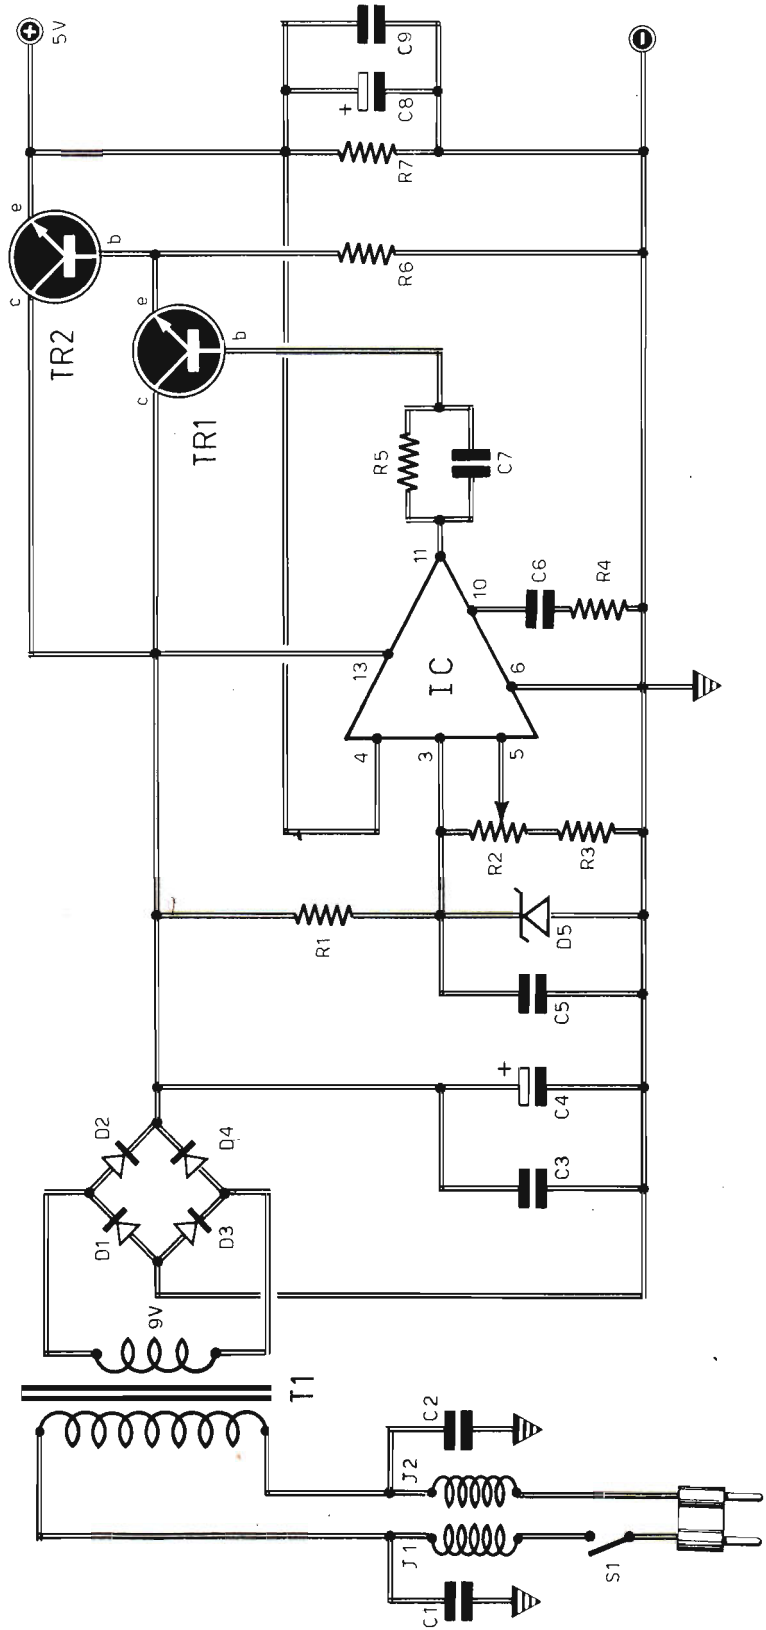 S1
J1
J2
C1
C2
T1
9V
D1
D2
D3
D4
C3
C4
+
C5
R1
D5
R2
R3
4
3
5
13
IC
6
10
11
C6
R4
R5
C7
TR1
c
b
e
TR2
c
b
e
R6
R7
C8
+
C9
+
5V
-